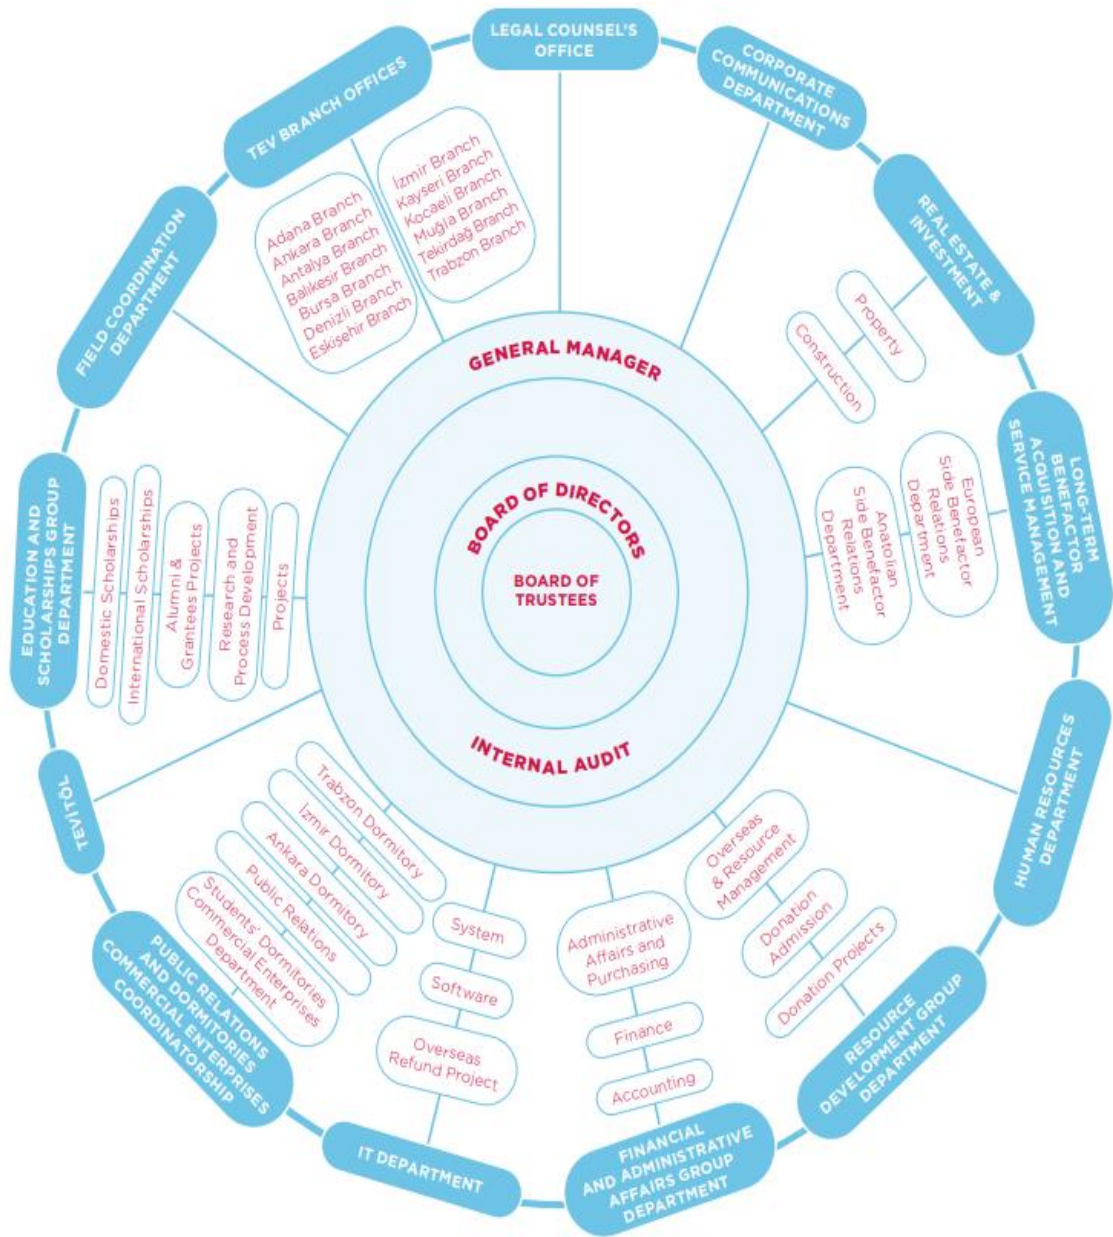 LEGAL COUNSEL'S
OFFICE
CORPORATE
COMMUNICATIONS
DEPARTMENT
REAL ESTATE &
INVESTMENT
Property
Construction
LONG-TERM
BENEFACTOR
ACQUISITION AND
SERVICE MANAGEMENT
European
Side Benefactor
Relations
Department
Anatolian
Side Benefactor
Relations
Department
HUMAN RESOURCES
DEPARTMENT
RESOURCE
DEVELOPMENT GROUP
DEPARTMENT
Overseas
& Resource
Management
Donation
Admission
Donation Projects
FINANCIAL
AND ADMINISTRATIVE
AFFAIRS GROUP
DEPARTMENT
Administrative
Affairs and
Purchasing
Finance
Accounting
IT DEPARTMENT
System
Software
Overseas
Refund Project
PUBLIC RELATIONS
AND DORMITORIES
COMMERCIAL ENTERPRISES
COORDINATORSHIP
Trabzon Dormitory
İzmir Dormitory
Ankara Dormitory
Public Relations
Students' Dormitories
Commercial Enterprises
Department
TEVİTÖL
EDUCATION AND
SCHOLARSHIPS GROUP
DEPARTMENT
Domestic Scholarships
International Scholarships
Alumni &
Grantees Projects
Research and
Process Development
Projects
FIELD COORDINATION
DEPARTMENT
TEV BRANCH OFFICES
Adana Branch
Ankara Branch
Antalya Branch
Balıkesir Branch
Bursa Branch
Denizli Branch
Eskişehir Branch
İzmir Branch
Kayseri Branch
Kocaeli Branch
Muğla Branch
Tekirdağ Branch
Trabzon Branch
GENERAL MANAGER
BOARD OF DIRECTORS
BOARD OF
TRUSTEES
INTERNAL AUDIT